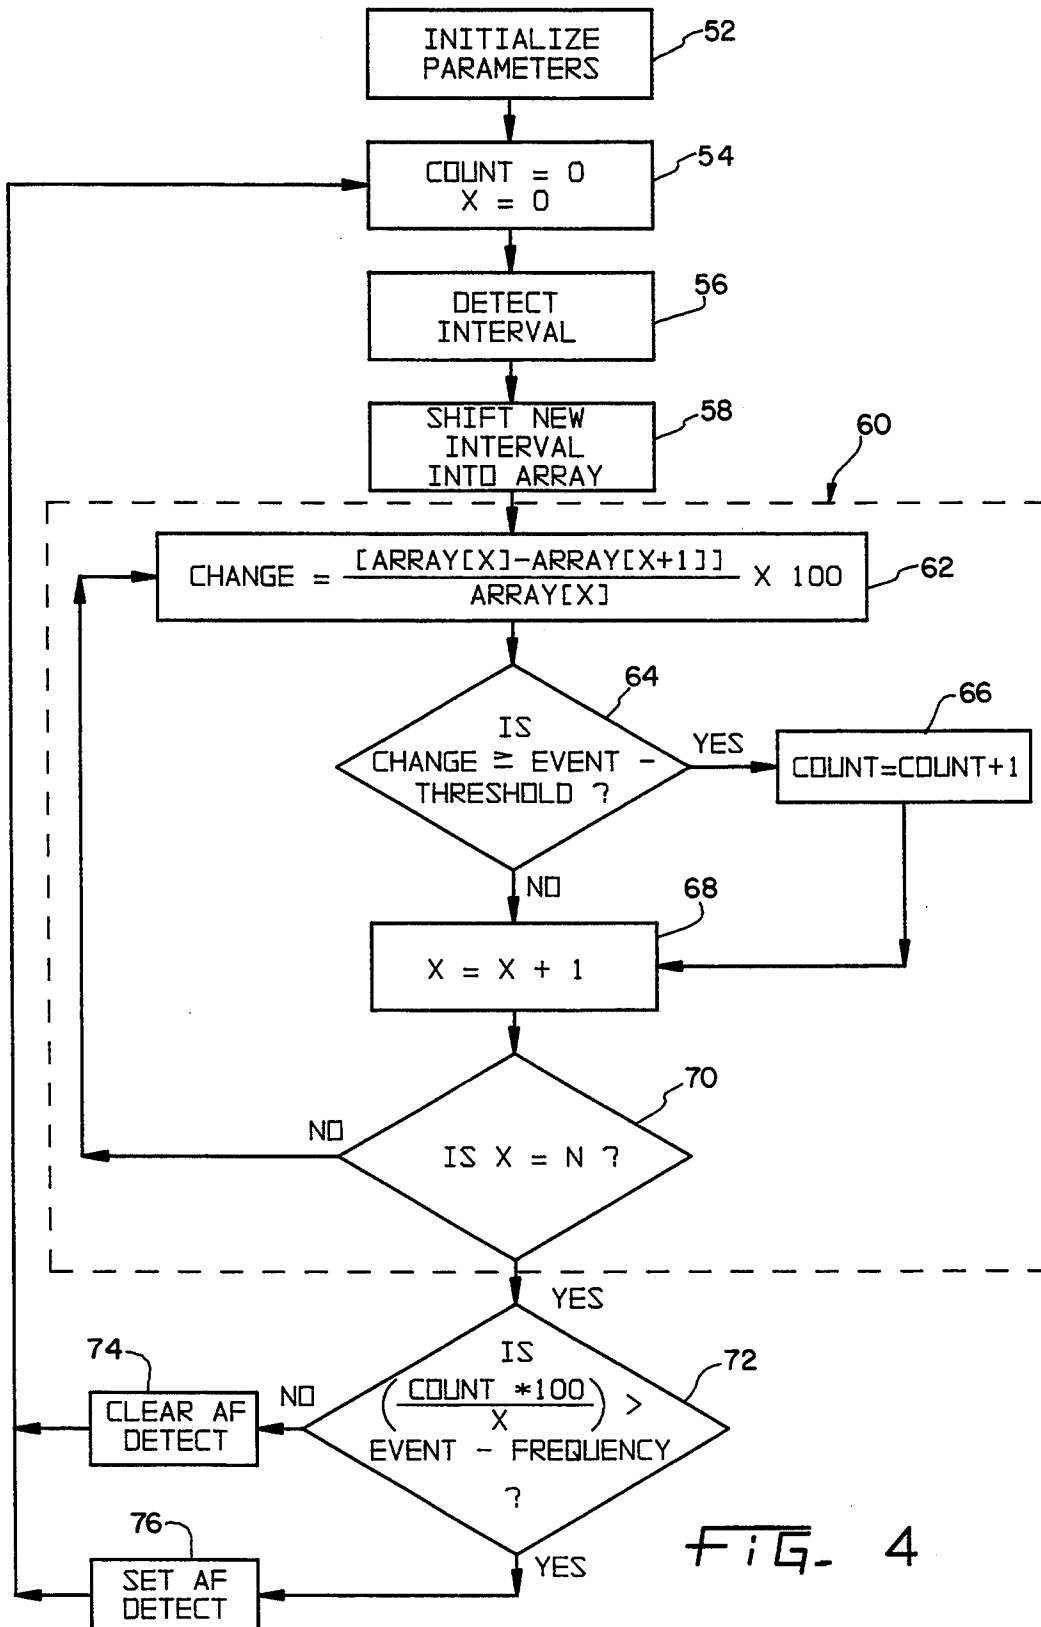 INITIALIZE
PARAMETERS
52
COUNT = 0
X = 0
54
DETECT
INTERVAL
56
SHIFT NEW
INTERVAL
INTO ARRAY
58
60
CHANGE = [ARRAY[X]-ARRAY[X+1]] / ARRAY[X] X 100
62
IS
CHANGE ≥ EVENT -
THRESHOLD ?
64
YES
66
COUNT=COUNT+1
NO
68
X = X + 1
70
NO
IS X = N ?
YES
72
IS
(COUNT *100 / X) >
EVENT - FREQUENCY
?
NO
74
CLEAR AF
DETECT
YES
76
SET AF
DETECT
FIG. 4